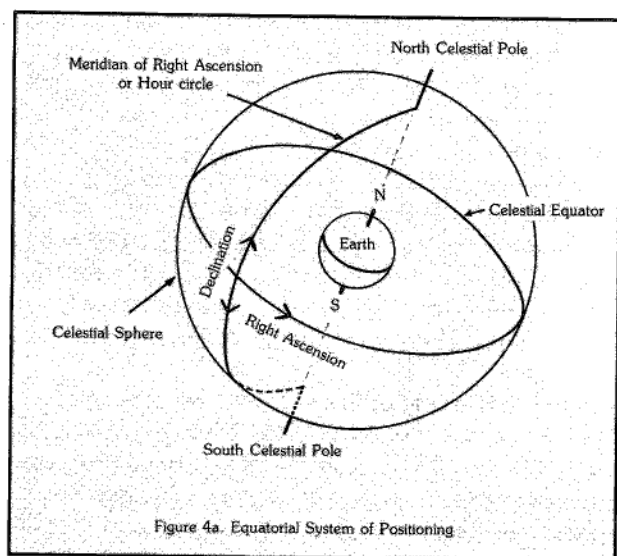 North Celestial Pole
Meridian of Right Ascension
or Hour circle
N
Celestial Equator
Earth
Declination
S
Right Ascension
Celestial Sphere
South Celestial Pole
Figure 4a. Equatorial System of Positioning